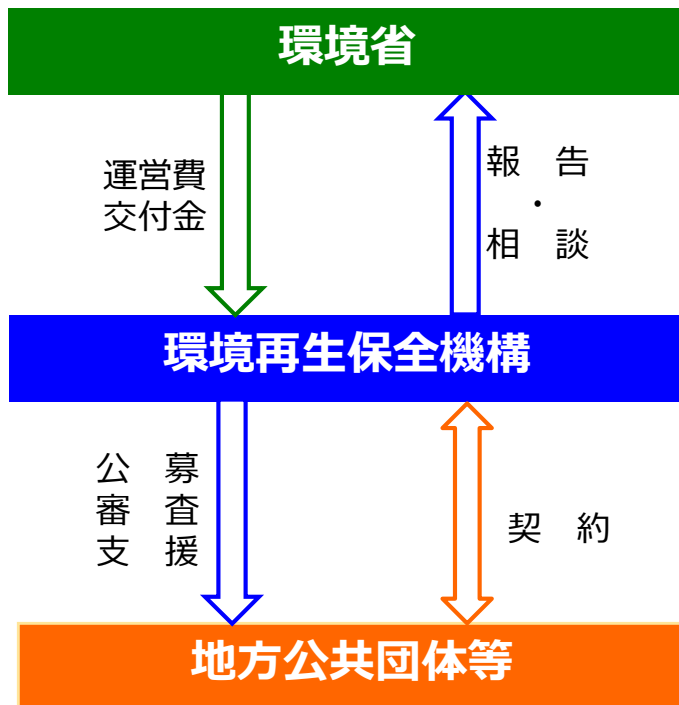 環境省
運営費
交付金
報　告
・
相　談
環境再生保全機構
公　募
審　査
支　援
契　約
地方公共団体等